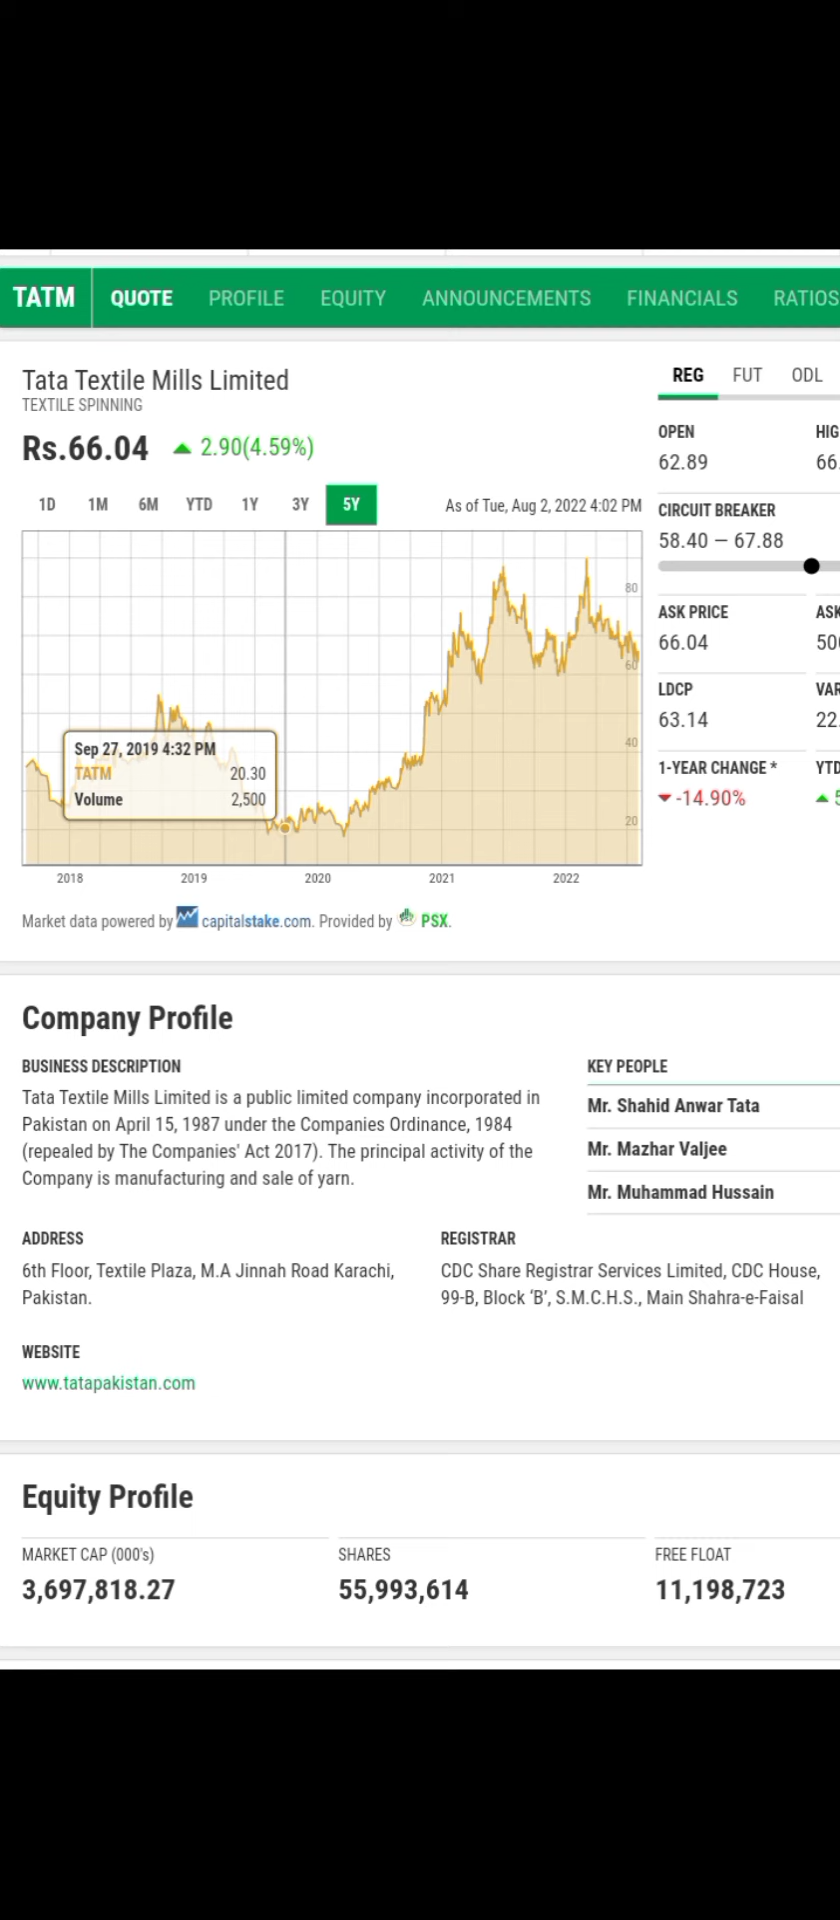 TATM QUOTE PROFILE EQUITY ANNOUNCEMENTS FINANCIALS RATIOS
Tata Textile Mills Limited
TEXTILE SPINNING
Rs.66.04 ▲ 2.90(4.59%)
1D 1M 6M YTD 1Y 3Y 5Y
As of Tue, Aug 2, 2022 4:02 PM
80
60
40
20
Sep 27, 2019 4:32 PM
TATM 20.30
Volume 2,500
2018 2019 2020 2021 2022
Market data powered by capitalstake.com. Provided by PSX.
REG FUT ODL
OPEN HIG
62.89 66.
CIRCUIT BREAKER
58.40 — 67.88
ASK PRICE ASK
66.04 500
LDCP VAR
63.14 22.
1-YEAR CHANGE * YTD
▼ -14.90% ▲ 5
Company Profile
BUSINESS DESCRIPTION
Tata Textile Mills Limited is a public limited company incorporated in
Pakistan on April 15, 1987 under the Companies Ordinance, 1984
(repealed by The Companies' Act 2017). The principal activity of the
Company is manufacturing and sale of yarn.
KEY PEOPLE
Mr. Shahid Anwar Tata
Mr. Mazhar Valjee
Mr. Muhammad Hussain
ADDRESS
6th Floor, Textile Plaza, M.A Jinnah Road Karachi,
Pakistan.
REGISTRAR
CDC Share Registrar Services Limited, CDC House,
99-B, Block ‘B’, S.M.C.H.S., Main Shahra-e-Faisal
WEBSITE
www.tatapakistan.com
Equity Profile
MARKET CAP (000's) SHARES FREE FLOAT
3,697,818.27 55,993,614 11,198,723